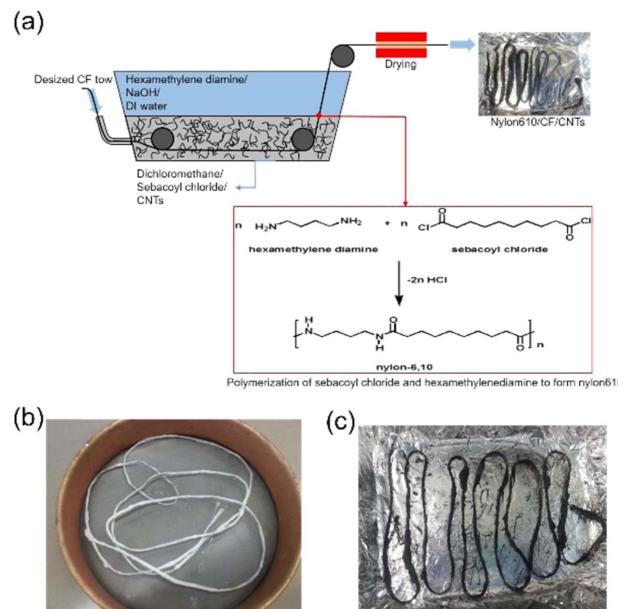 (a)
Desized CF tow
Hexamethylene diamine/
NaOH/
DI water
Drying
Nylon610/CF/CNTs
Dichloromethane/
Sebacoyl chloride/
CNTs
n H₂N NH₂ + n Cl O O Cl
hexamethylene diamine sebacoyl chloride
-2n HCl
H N N H O O n
nylon-6,10
Polymerization of sebacoyl chloride and hexamethylenediamine to form nylon61
(b)
(c)